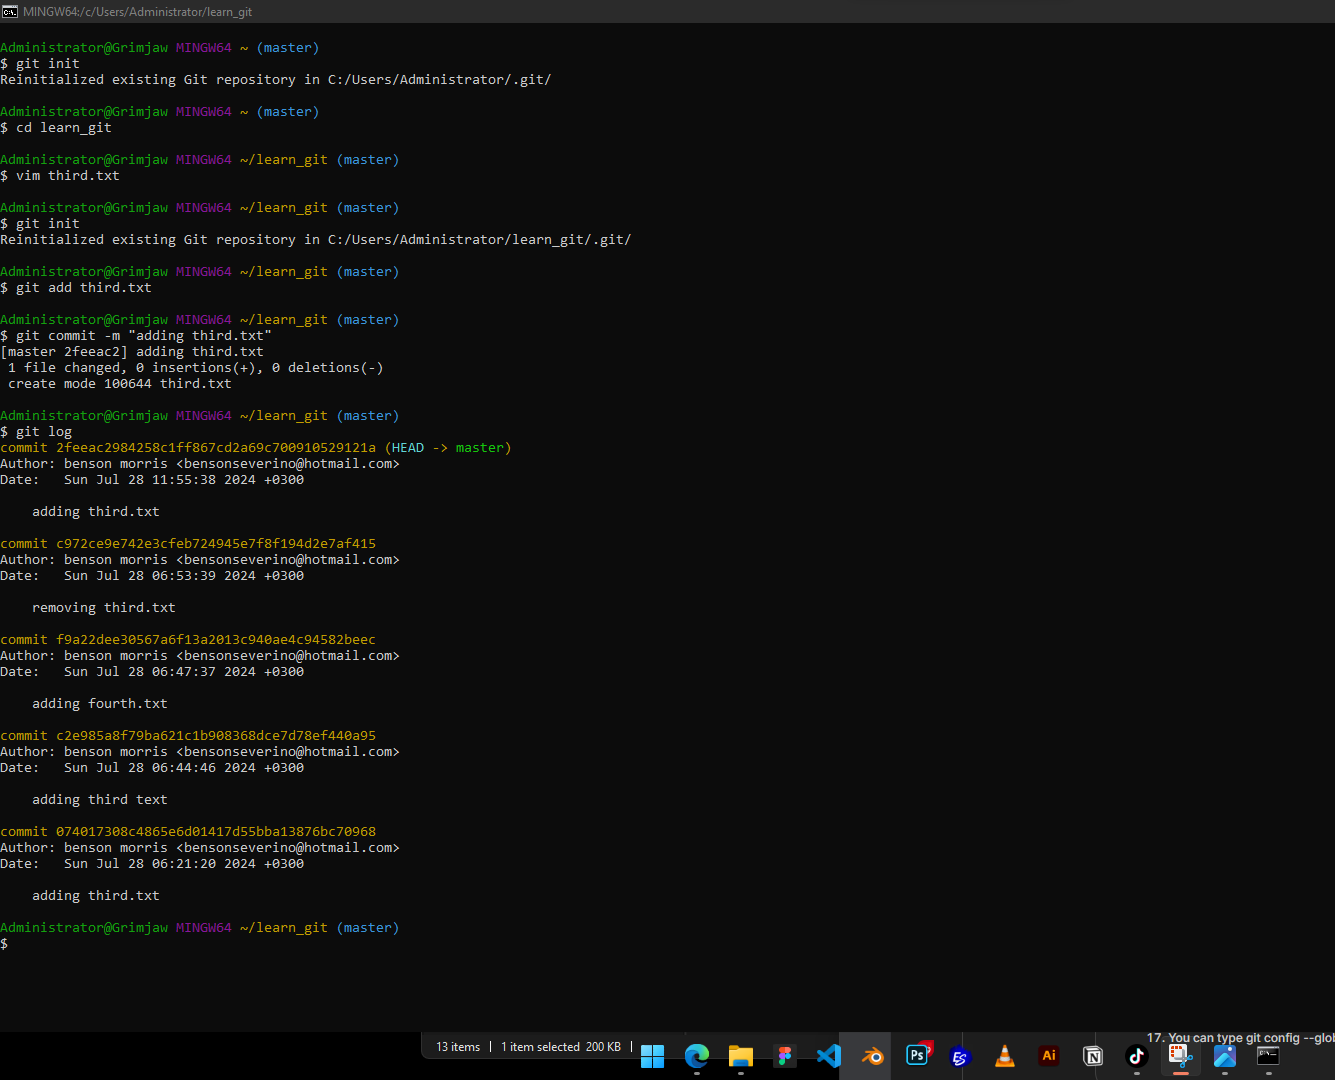 MINGW64:/c/Users/Administrator/learn_git
Administrator@Grimjaw MINGW64 ~ (master)
$ git init
Reinitialized existing Git repository in C:/Users/Administrator/.git/
Administrator@Grimjaw MINGW64 ~ (master)
$ cd learn_git
Administrator@Grimjaw MINGW64 ~/learn_git (master)
$ vim third.txt
Administrator@Grimjaw MINGW64 ~/learn_git (master)
$ git init
Reinitialized existing Git repository in C:/Users/Administrator/learn_git/.git/
Administrator@Grimjaw MINGW64 ~/learn_git (master)
$ git add third.txt
Administrator@Grimjaw MINGW64 ~/learn_git (master)
$ git commit -m "adding third.txt"
[master 2feeac2] adding third.txt
1 file changed, 0 insertions(+), 0 deletions(-)
create mode 100644 third.txt
Administrator@Grimjaw MINGW64 ~/learn_git (master)
$ git log
commit 2feeac2984258c1ff867cd2a69c700910529121a (HEAD -> master)
Author: benson morris <bensonseverino@hotmail.com>
Date: Sun Jul 28 11:55:38 2024 +0300
adding third.txt
commit c972ce9e742e3cfeb724945e7f8f194d2e7af415
Author: benson morris <bensonseverino@hotmail.com>
Date: Sun Jul 28 06:53:39 2024 +0300
removing third.txt
commit f9a22dee30567a6f13a2013c940ae4c94582beec
Author: benson morris <bensonseverino@hotmail.com>
Date: Sun Jul 28 06:47:37 2024 +0300
adding fourth.txt
commit c2e985a8f79ba621c1b908368dce7d78ef440a95
Author: benson morris <bensonseverino@hotmail.com>
Date: Sun Jul 28 06:44:46 2024 +0300
adding third text
commit 074017308c4865e6d01417d55bba13876bc70968
Author: benson morris <bensonseverino@hotmail.com>
Date: Sun Jul 28 06:21:20 2024 +0300
adding third.txt
Administrator@Grimjaw MINGW64 ~/learn_git (master)
$
17. You can type git config --glob
13 items | 1 item selected 200 KB |
Ps
ES
Ai
N